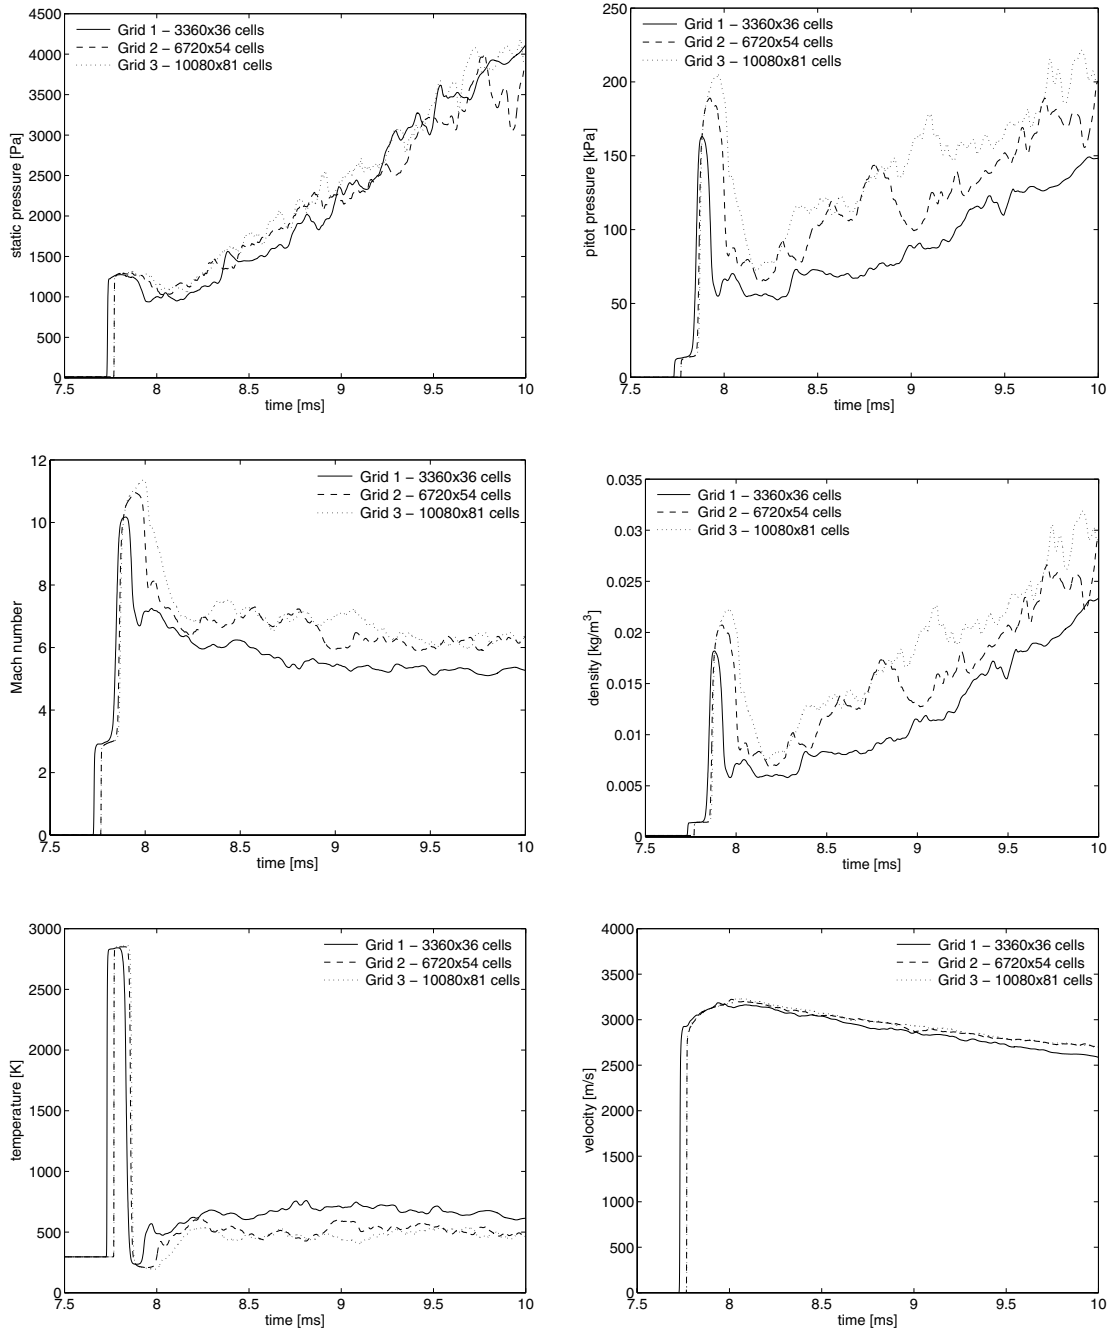 static pressure [Pa]
4500
4000
3500
3000
2500
2000
1500
1000
500
0
Grid 1 – 3360x36 cells
Grid 2 – 6720x54 cells
Grid 3 – 10080x81 cells
7.5 8 8.5 9 9.5 10
time [ms]
pitot pressure [kPa]
250
200
150
100
50
0
Grid 1 – 3360x36 cells
Grid 2 – 6720x54 cells
Grid 3 – 10080x81 cells
7.5 8 8.5 9 9.5 10
time [ms]
Mach number
12
10
8
6
4
2
0
Grid 1 – 3360x36 cells
Grid 2 – 6720x54 cells
Grid 3 – 10080x81 cells
7.5 8 8.5 9 9.5 10
time [ms]
density [kg/m³]
0.035
0.03
0.025
0.02
0.015
0.01
0.005
0
Grid 1 – 3360x36 cells
Grid 2 – 6720x54 cells
Grid 3 – 10080x81 cells
7.5 8 8.5 9 9.5 10
time [ms]
temperature [K]
3000
2500
2000
1500
1000
500
0
Grid 1 – 3360x36 cells
Grid 2 – 6720x54 cells
Grid 3 – 10080x81 cells
7.5 8 8.5 9 9.5 10
time [ms]
velocity [m/s]
4000
3500
3000
2500
2000
1500
1000
500
0
Grid 1 – 3360x36 cells
Grid 2 – 6720x54 cells
Grid 3 – 10080x81 cells
7.5 8 8.5 9 9.5 10
time [ms]